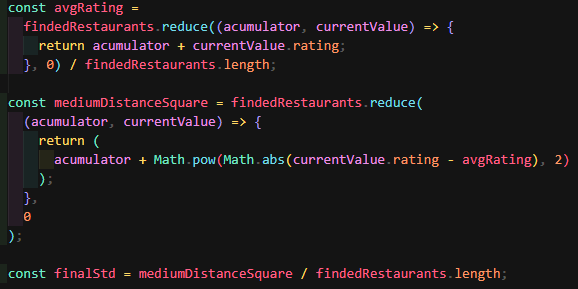 const avgRating =
findedRestaurants.reduce((acumulator, currentValue) => {
return acumulator + currentValue.rating;
}, 0) / findedRestaurants.length;
const mediumDistanceSquare = findedRestaurants.reduce(
(acumulator, currentValue) => {
return (
acumulator + Math.pow(Math.abs(currentValue.rating - avgRating), 2)
);
},
0
);
const finalStd = mediumDistanceSquare / findedRestaurants.length;